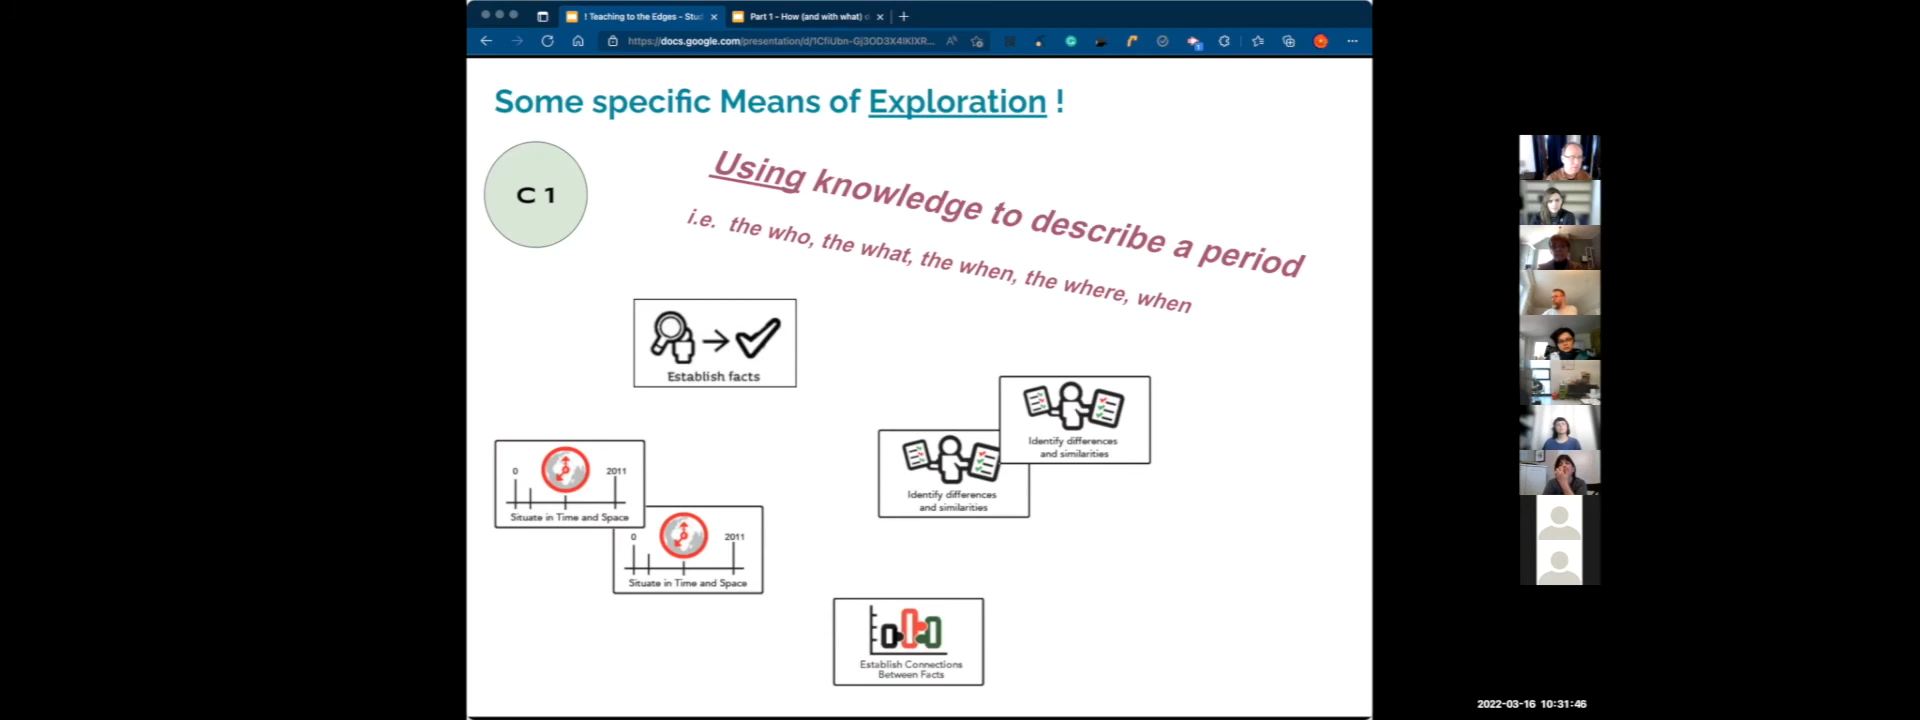 ! Teaching to the Edges - Stu
Part 1 - How (and with what)
https://docs.google.com/presentation/d/1CfiUbn-Gj3OD3X4IKIXR...
Some specific Means of Exploration !
C 1
Using knowledge to describe a period
i.e. the who, the what, the when, the where, when
Establish facts
Identify differences
and similarities
Identify differences
and similarities
0 2011
Situate in Time and Space
0 2011
Situate in Time and Space
Establish Connections
Between Facts
2022-03-16 10:31:46